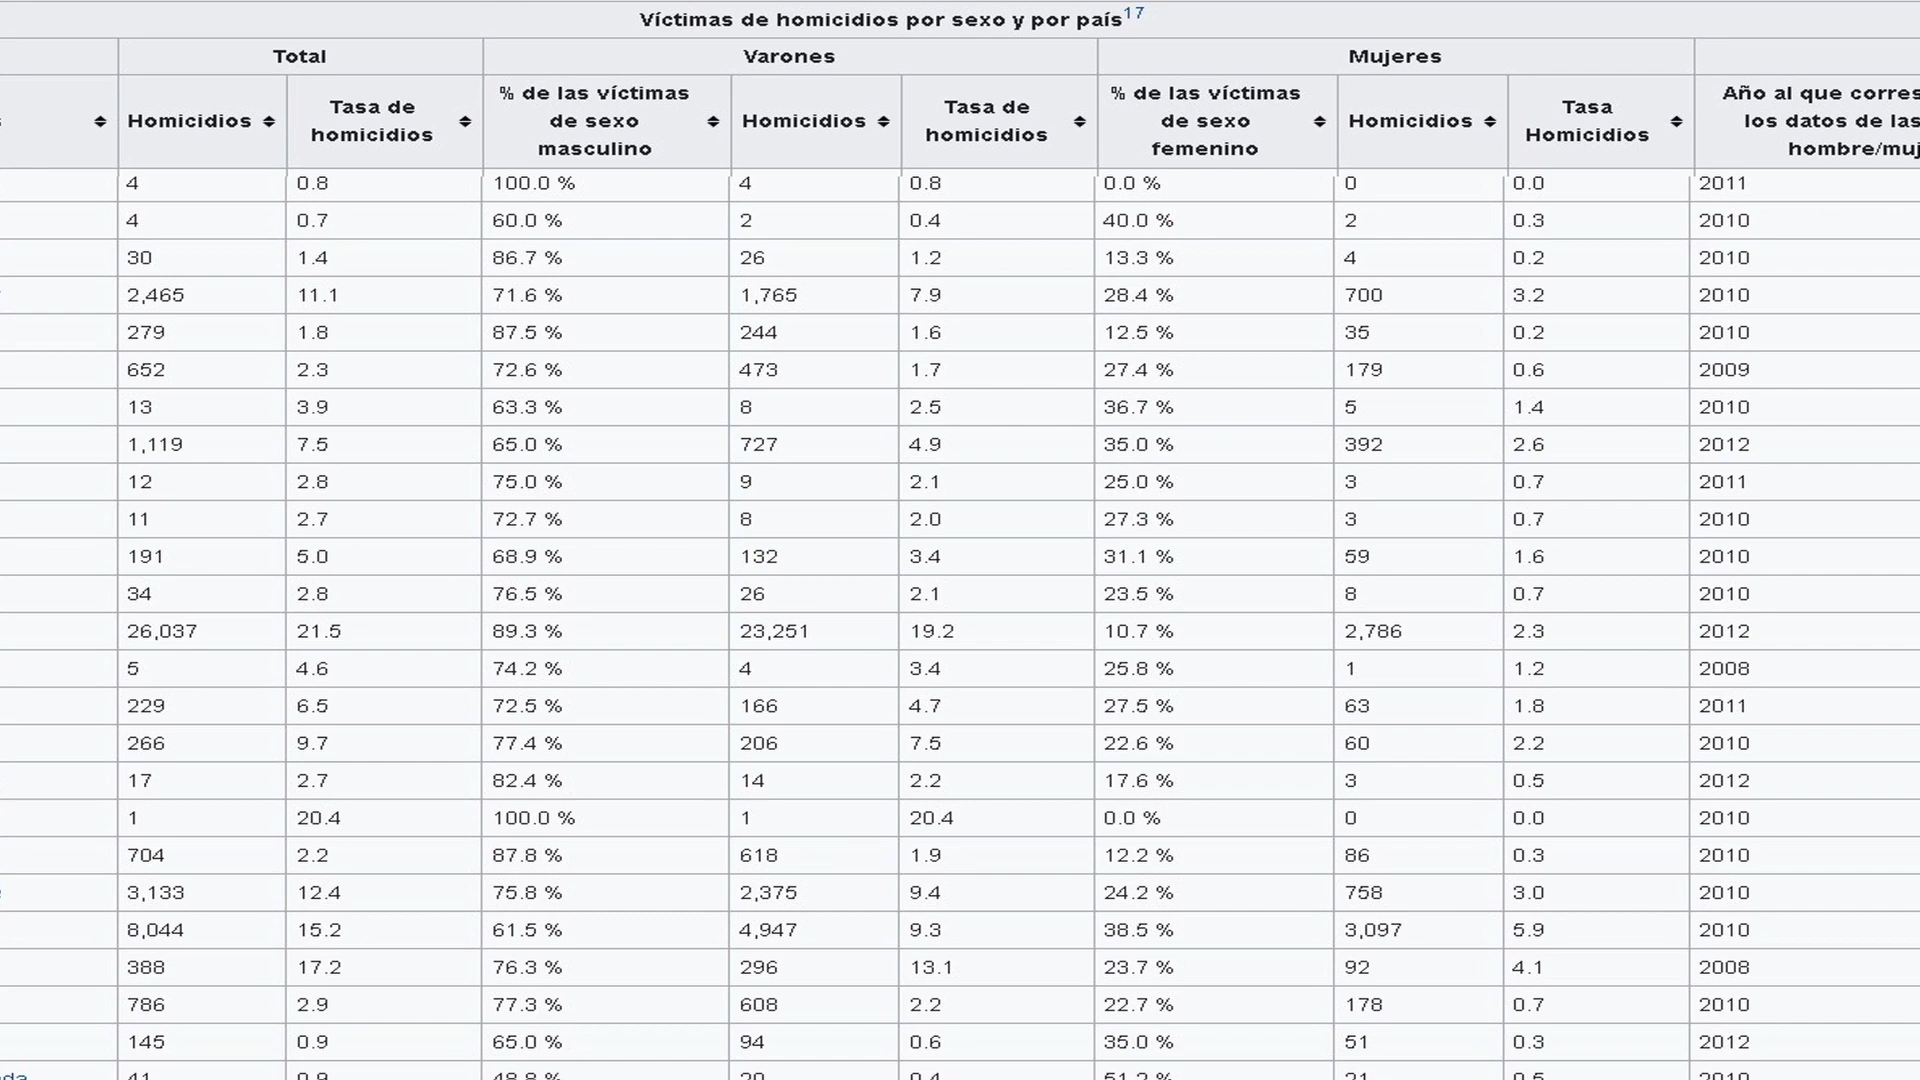 Víctimas de homicidios por sexo y por país17
Total Varones Mujeres
Homicidios Tasa de homicidios % de las víctimas de sexo masculino Homicidios Tasa de homicidios % de las víctimas de sexo femenino Homicidios Tasa Homicidios Año al que corres los datos de las hombre/muj
4 0.8 100.0 % 4 0.8 0.0 % 0 0.0 2011
4 0.7 60.0 % 2 0.4 40.0 % 2 0.3 2010
30 1.4 86.7 % 26 1.2 13.3 % 4 0.2 2010
2,465 11.1 71.6 % 1,765 7.9 28.4 % 700 3.2 2010
279 1.8 87.5 % 244 1.6 12.5 % 35 0.2 2010
652 2.3 72.6 % 473 1.7 27.4 % 179 0.6 2009
13 3.9 63.3 % 8 2.5 36.7 % 5 1.4 2010
1,119 7.5 65.0 % 727 4.9 35.0 % 392 2.6 2012
12 2.8 75.0 % 9 2.1 25.0 % 3 0.7 2011
11 2.7 72.7 % 8 2.0 27.3 % 3 0.7 2010
191 5.0 68.9 % 132 3.4 31.1 % 59 1.6 2010
34 2.8 76.5 % 26 2.1 23.5 % 8 0.7 2010
26,037 21.5 89.3 % 23,251 19.2 10.7 % 2,786 2.3 2012
5 4.6 74.2 % 4 3.4 25.8 % 1 1.2 2008
229 6.5 72.5 % 166 4.7 27.5 % 63 1.8 2011
266 9.7 77.4 % 206 7.5 22.6 % 60 2.2 2010
17 2.7 82.4 % 14 2.2 17.6 % 3 0.5 2012
1 20.4 100.0 % 1 20.4 0.0 % 0 0.0 2010
704 2.2 87.8 % 618 1.9 12.2 % 86 0.3 2010
3,133 12.4 75.8 % 2,375 9.4 24.2 % 758 3.0 2010
8,044 15.2 61.5 % 4,947 9.3 38.5 % 3,097 5.9 2010
388 17.2 76.3 % 296 13.1 23.7 % 92 4.1 2008
786 2.9 77.3 % 608 2.2 22.7 % 178 0.7 2010
145 0.9 65.0 % 94 0.6 35.0 % 51 0.3 2012